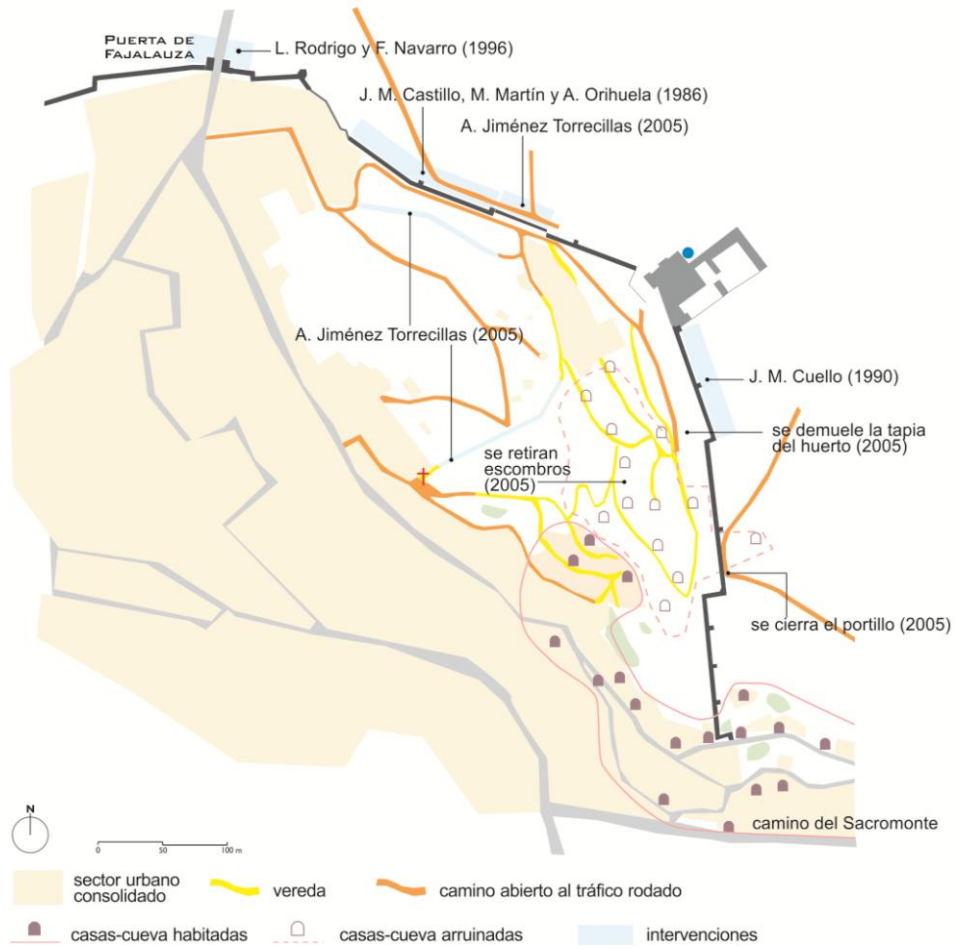 PUERTA DE
FAJALAUZA
L. Rodrigo y F. Navarro (1996)
J. M. Castillo, M. Martín y A. Orihuela (1986)
A. Jiménez Torrecillas (2005)
A. Jiménez Torrecillas (2005)
J. M. Cuello (1990)
se demuele la tapia
del huerto (2005)
se retiran
escombros
(2005)
se cierra el portillo (2005)
camino del Sacromonte
N
0 50 100 m
sector urbano
consolidado
vereda
camino abierto al tráfico rodado
casas-cueva habitadas
casas-cueva arruinadas
intervenciones